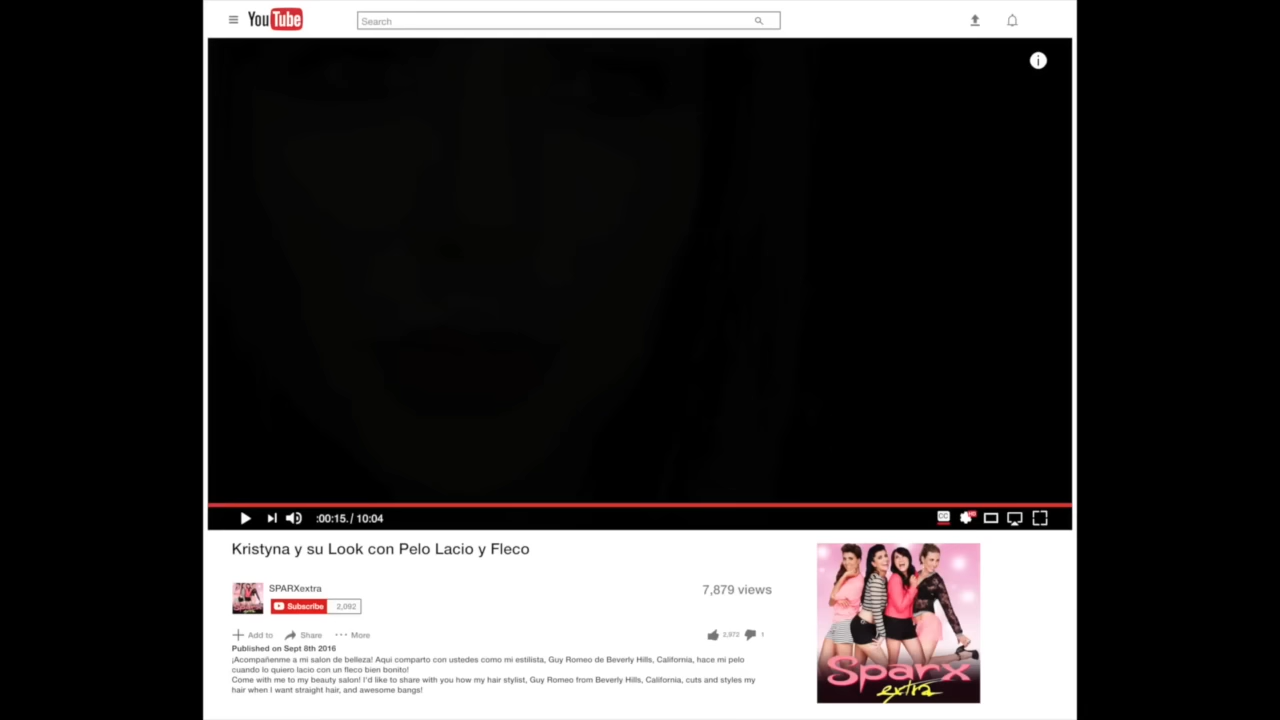 YouTube
Search
i
:00:15. / 10:04
CC
HD
Kristyna y su Look con Pelo Lacio y Fleco
SPARXextra
Subscribe 2,092
7,879 views
Add to Share ··· More
2,972 1
Published on Sept 8th 2016
¡Acompañenme a mi salon de belleza! Aqui comparto con ustedes como mi estilista, Guy Romeo de Beverly Hills, California, hace mi pelo
cuando lo quiero lacio con un fleco bien bonito!
Come with me to my beauty salon! I'd like to share with you how my hair stylist, Guy Romeo from Beverly Hills, California, cuts and styles my
hair when I want straight hair, and awesome bangs!
Sparx
extra